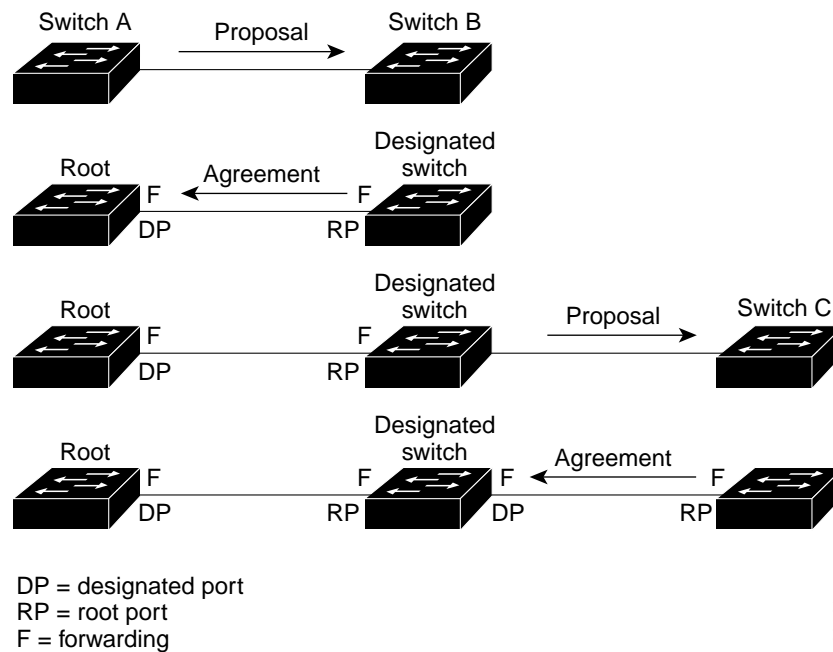 Switch A
Proposal
Switch B
Designated
switch
Root
Agreement
F
F
DP
RP
Designated
switch
Root
Proposal
Switch C
F
F
DP
RP
Designated
switch
Root
Agreement
F
F
F
F
DP
RP
DP
RP
DP = designated port
RP = root port
F = forwarding